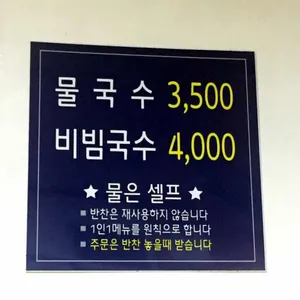 물국수 3,500
비빔국수 4,000
★ 물은 셀프 ★
■ 반찬은 재사용하지 않습니다
■ 1인1메뉴를 원칙으로 합니다
■ 주문은 반찬 놓을때 받습니다